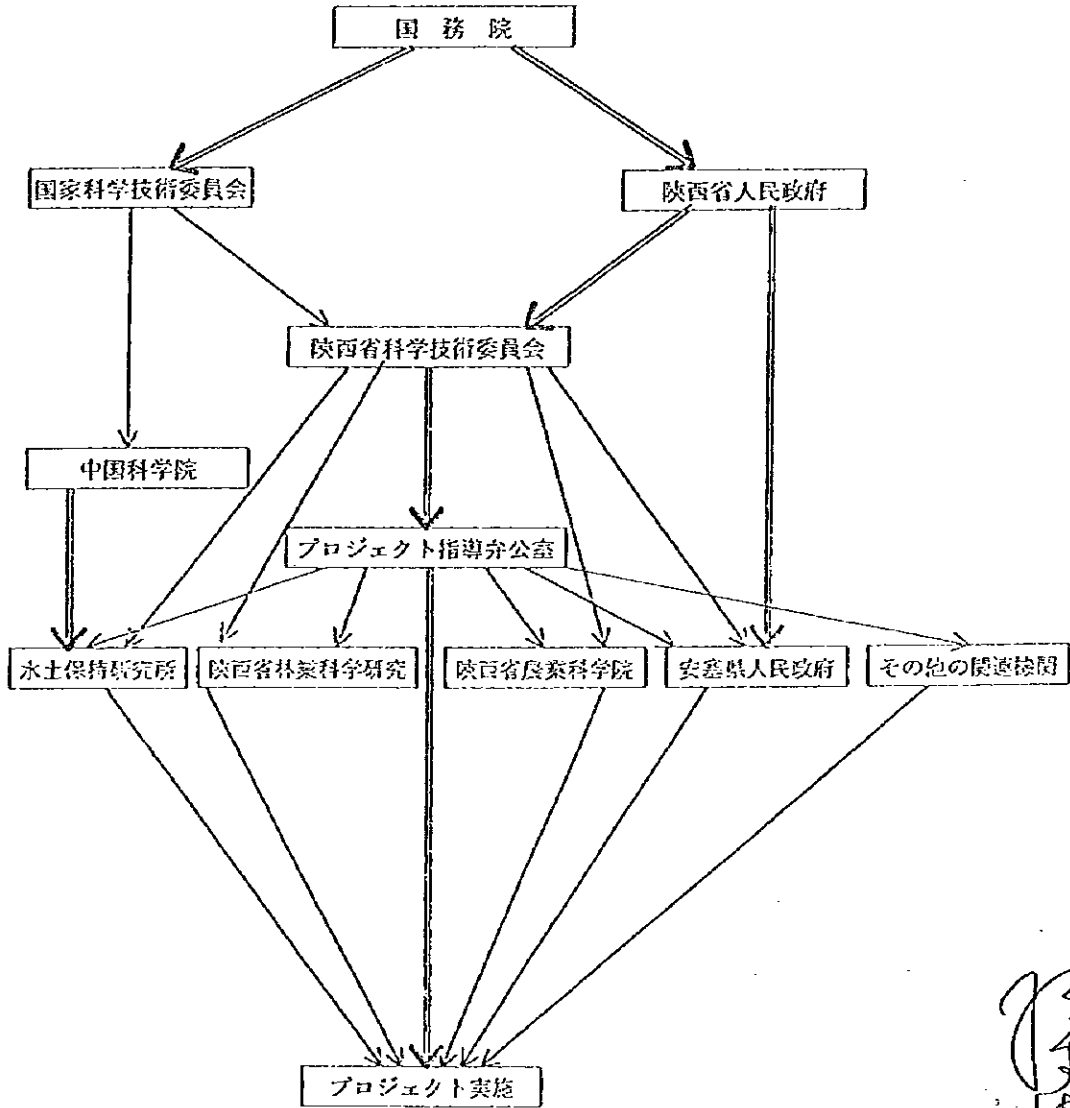 国務院
国家科学技術委員会
陕西省人民政府
陕西省科学技術委員会
中国科学院
プロジェクト指導弁公室
水土保持研究所
陕西省林業科学研究
陕西省農業科学院
安塞県人民政府
その他の関連機関
プロジェクト実施